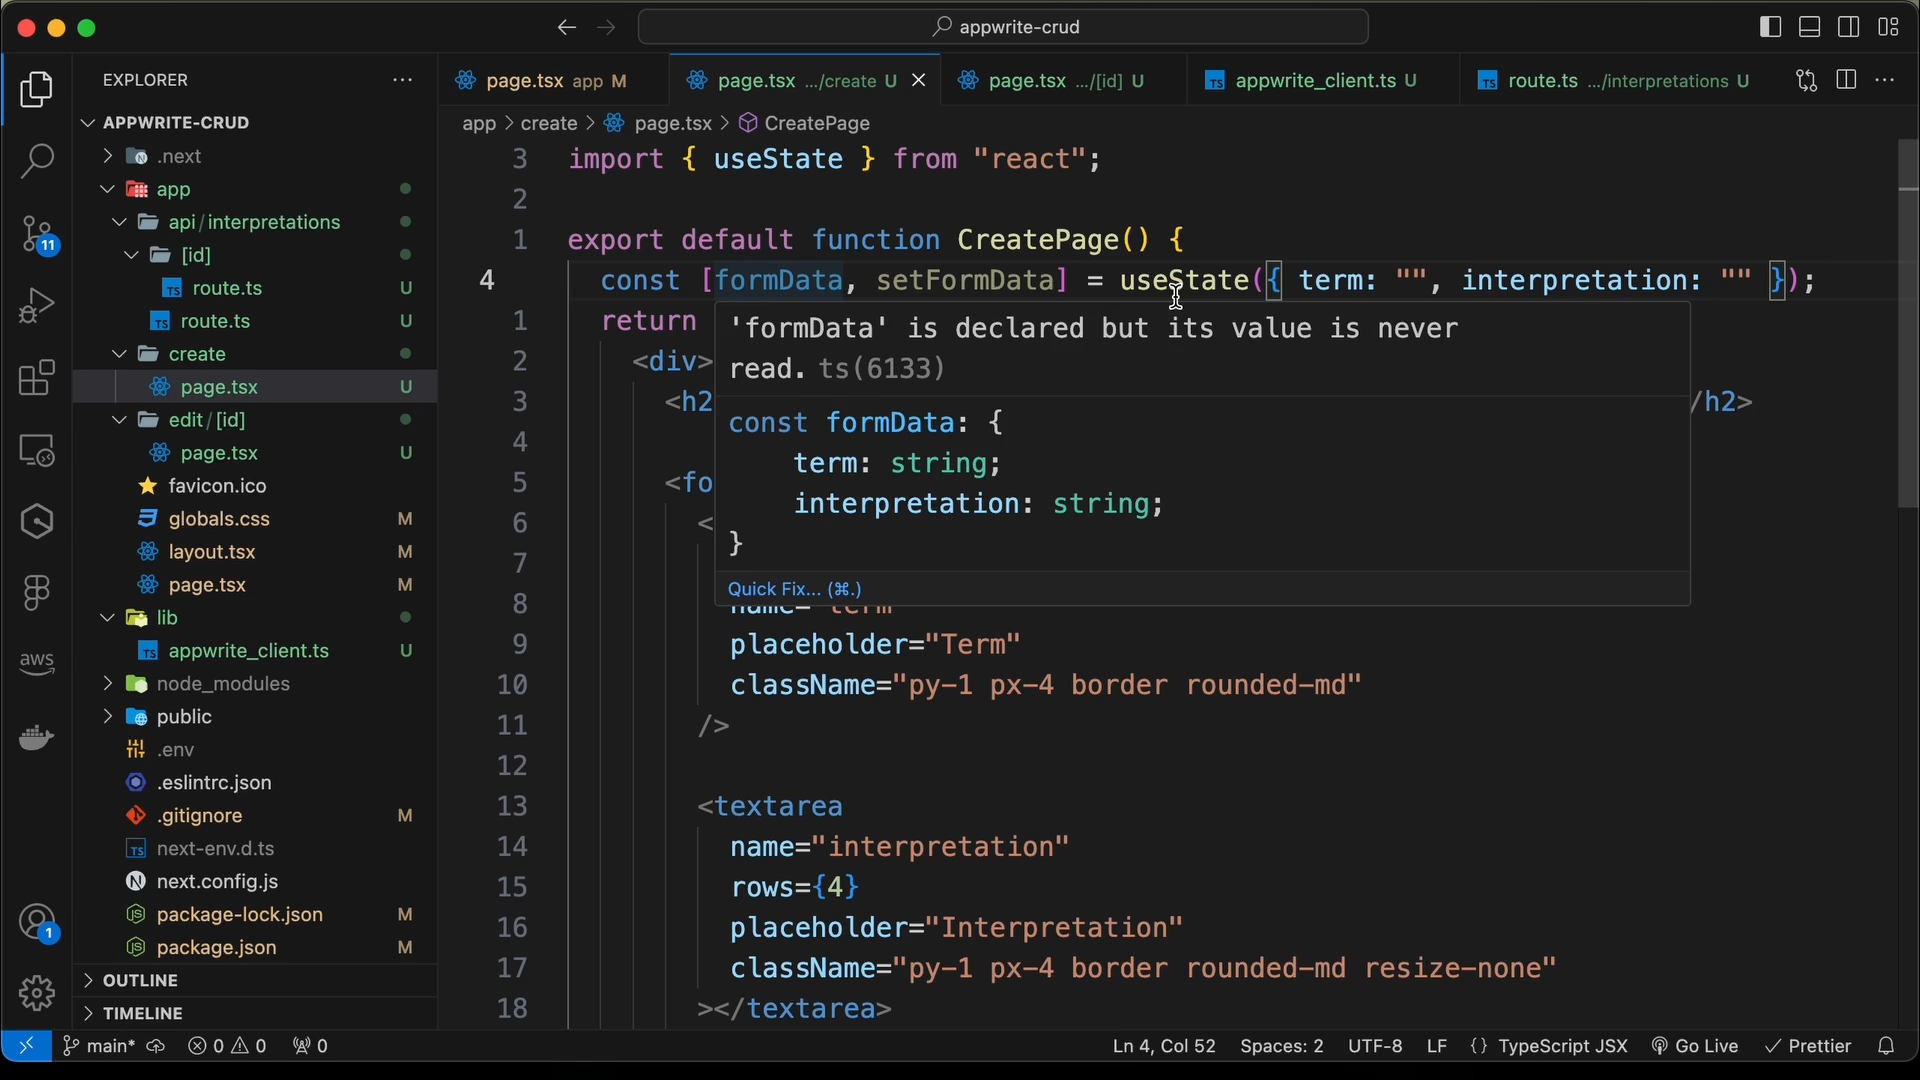 appwrite-crud
EXPLORER
APPWRITE-CRUD
.next
app
api/interpretations
[id]
route.ts U
route.ts U
create
page.tsx U
edit/[id]
page.tsx U
favicon.ico
globals.css M
layout.tsx M
page.tsx M
lib
appwrite_client.ts U
node_modules
public
.env
.eslintrc.json
.gitignore M
next-env.d.ts
next.config.js
package-lock.json M
package.json M
OUTLINE
TIMELINE
11
aws
1
page.tsx app M
page.tsx .../create U
page.tsx .../[id] U
appwrite_client.ts U
route.ts .../interpretations U
app > create > page.tsx > CreatePage
3 import { useState } from "react";
2
1 export default function CreatePage() {
4 const [formData, setFormData] = useState({ term: "", interpretation: "" });
1 return
2 <div>
3 <h2 /h2>
4
5 <fo
6 <
7
8 name="term"
9 placeholder="Term"
10 className="py-1 px-4 border rounded-md"
11 />
12
13 <textarea
14 name="interpretation"
15 rows={4}
16 placeholder="Interpretation"
17 className="py-1 px-4 border rounded-md resize-none"
18 ></textarea>
'formData' is declared but its value is never
read. ts(6133)
const formData: {
term: string;
interpretation: string;
}
Quick Fix... (⌘.)
main* 0 0 0 Ln 4, Col 52 Spaces: 2 UTF-8 LF {} TypeScript JSX Go Live Prettier